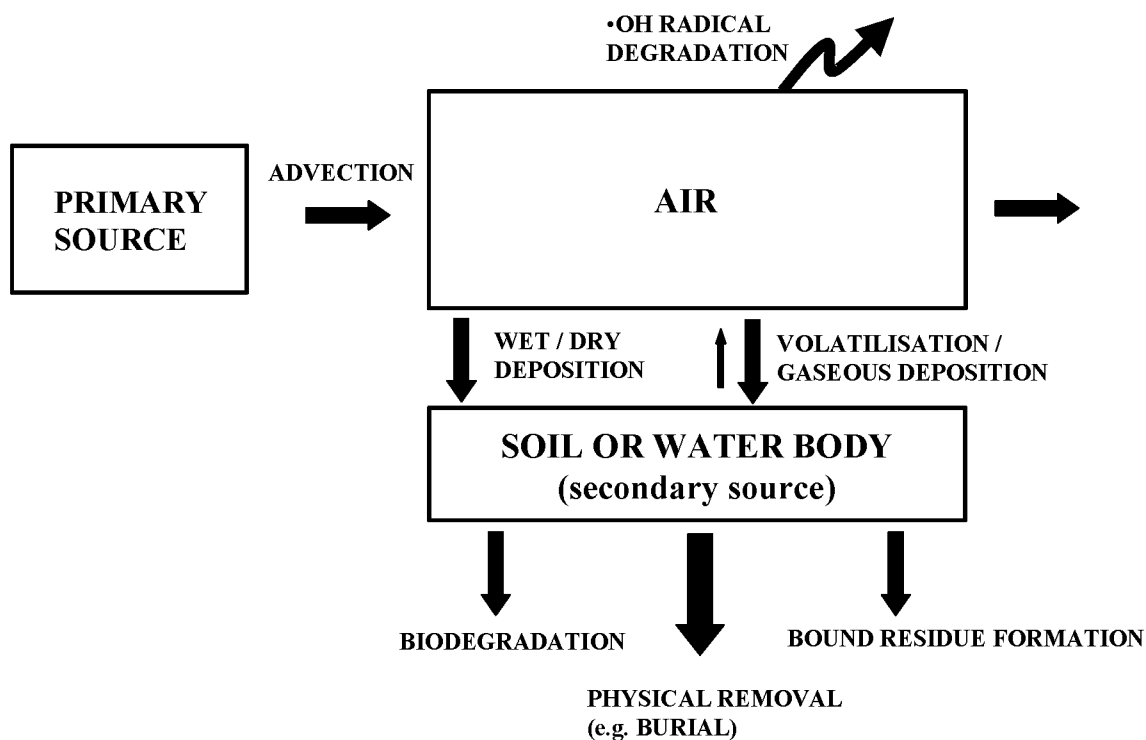 •OH RADICAL
DEGRADATION
PRIMARY
SOURCE
ADVECTION
AIR
WET / DRY
DEPOSITION
VOLATILISATION /
GASEOUS DEPOSITION
SOIL OR WATER BODY
(secondary source)
BIODEGRADATION
PHYSICAL REMOVAL
(e.g. BURIAL)
BOUND RESIDUE FORMATION